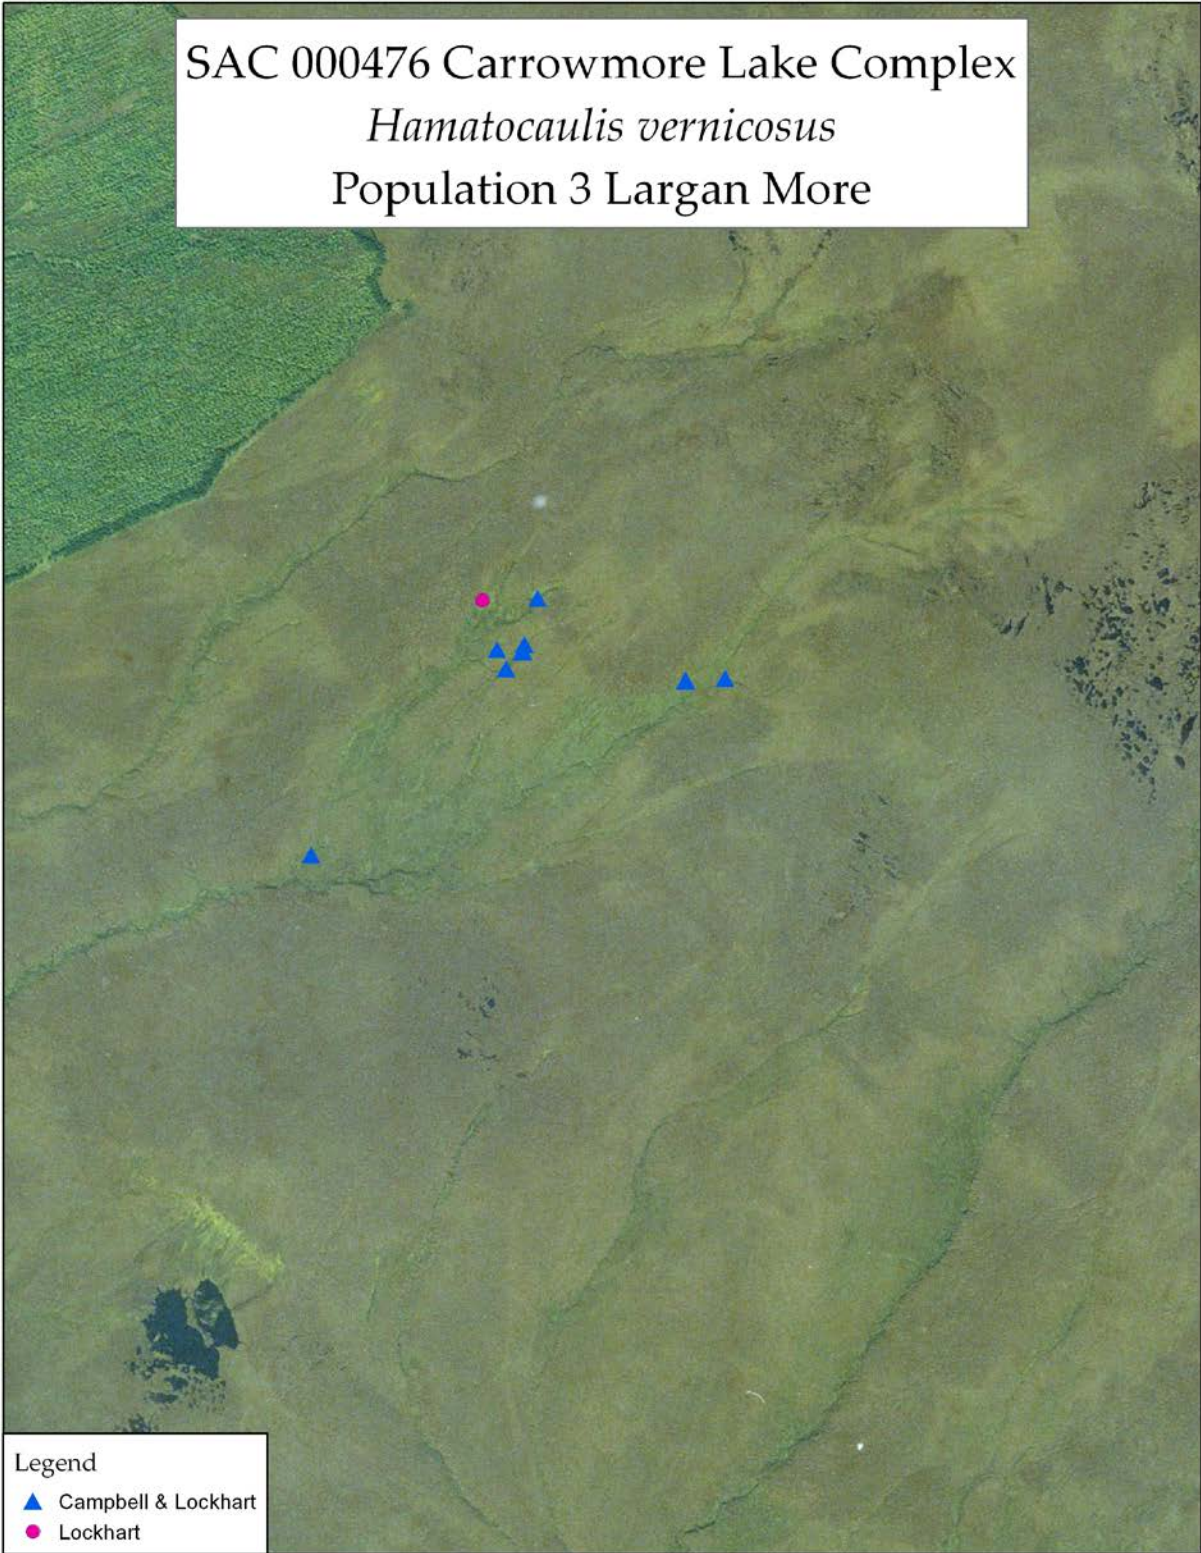 SAC 000476 Carrowmore Lake Complex
Hamatocaulis vernicosus
Population 3 Largan More
Legend
Campbell & Lockhart
Lockhart